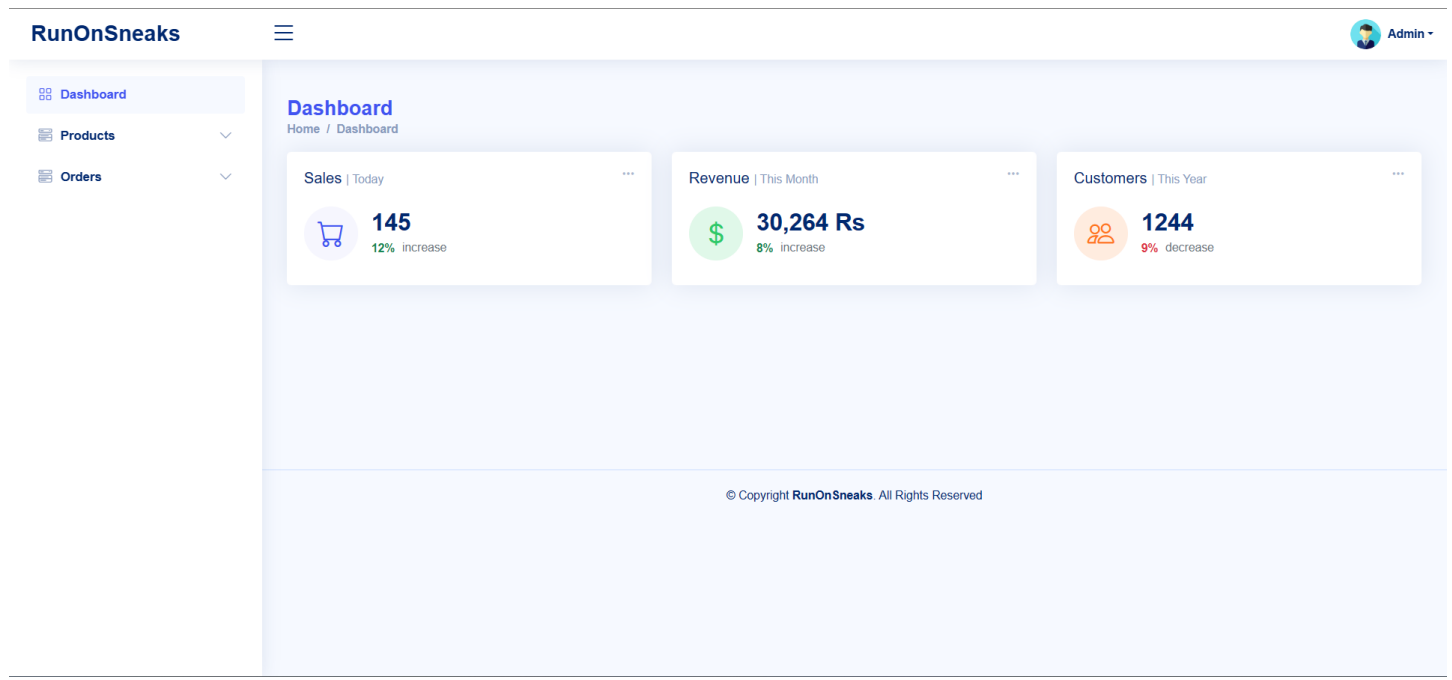 RunOnSneaks
Admin
Dashboard
Products
Orders
Dashboard
Home / Dashboard
Sales | Today
145
12% increase
Revenue | This Month
$
30,264 Rs
8% increase
Customers | This Year
1244
9% decrease
© Copyright RunOnSneaks. All Rights Reserved